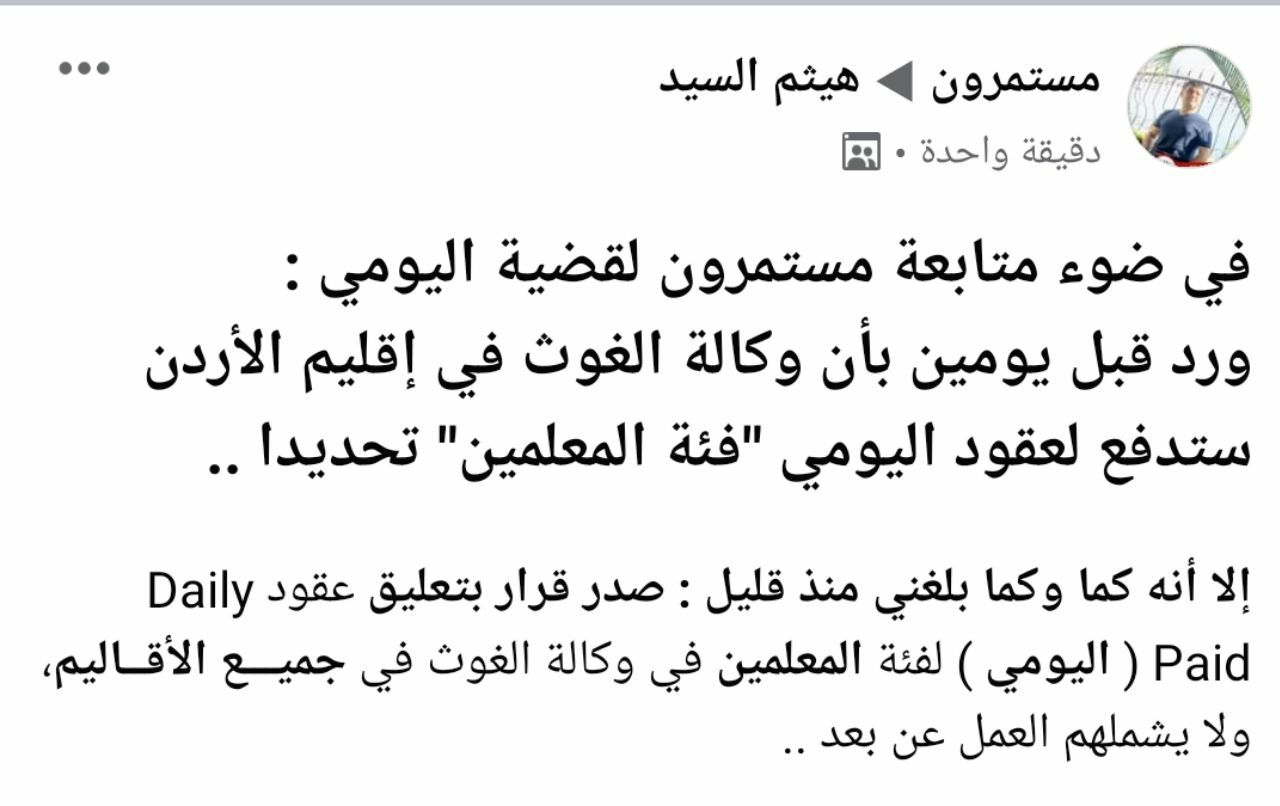 هيثم السيد ◀ مستمرون
دقيقة واحدة •
في ضوء متابعة مستمرون لقضية اليومي :
ورد قبل يومين بأن وكالة الغوث في إقليم الأردن
ستدفع لعقود اليومي "فئة المعلمين" تحديدا ..
إلا أنه كما وكما بلغني منذ قليل : صدر قرار بتعليق عقود Daily
Paid ( اليومي ) لفئة المعلمين في وكالة الغوث في جميـــع الأقــاليم،
ولا يشملهم العمل عن بعد ..